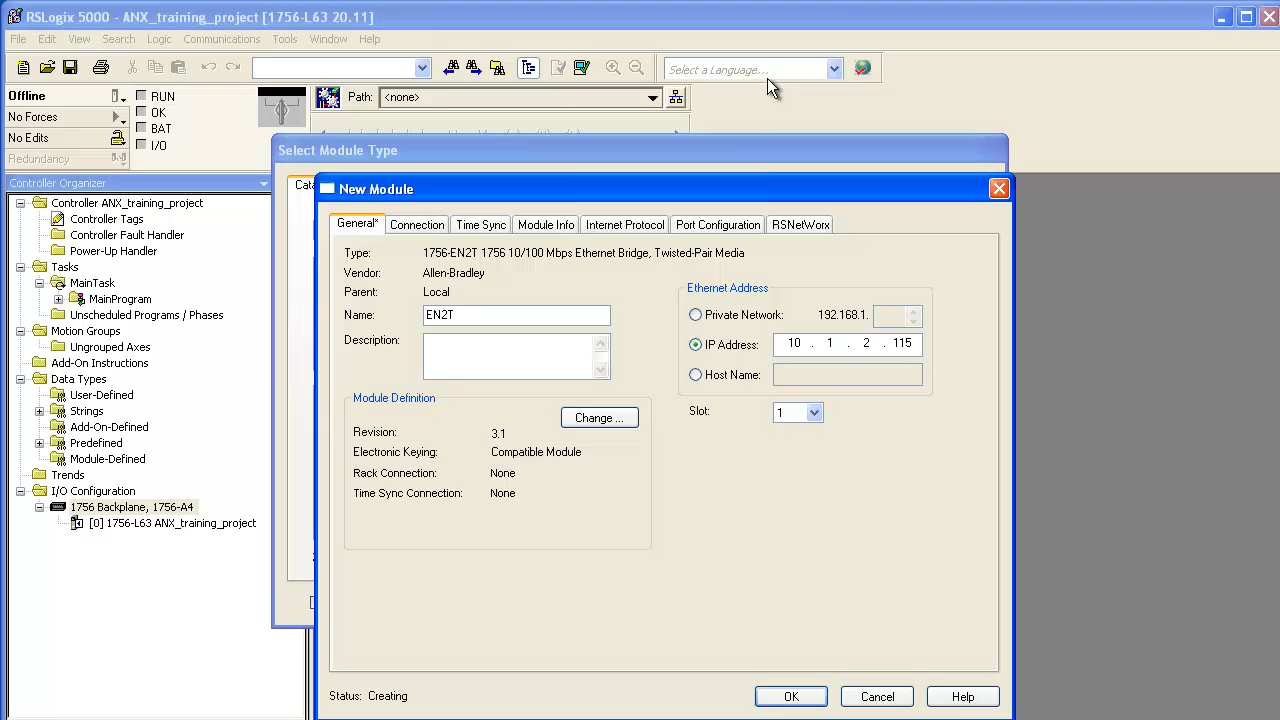 RSLogix 5000 - ANX_training_project [1756-L63 20.11]
File Edit View Search Logic Communications Tools Window Help
Select a Language...
Offline
RUN
No Forces
OK
No Edits
BAT
Redundancy
I/O
Path: <none>
Controller Organizer
Controller ANX_training_project
Controller Tags
Controller Fault Handler
Power-Up Handler
Tasks
MainTask
MainProgram
Unscheduled Programs / Phases
Motion Groups
Ungrouped Axes
Add-On Instructions
Data Types
User-Defined
Strings
Add-On-Defined
Predefined
Module-Defined
Trends
I/O Configuration
1756 Backplane, 1756-A4
[0] 1756-L63 ANX_training_project
Select Module Type
Cata
New Module
General* Connection Time Sync Module Info Internet Protocol Port Configuration RSNetWorx
Type: 1756-EN2T 1756 10/100 Mbps Ethernet Bridge, Twisted-Pair Media
Vendor: Allen-Bradley
Parent: Local
Name: EN2T
Description:
Ethernet Address
Private Network: 192.168.1.
IP Address: 10 . 1 . 2 . 115
Host Name:
Slot: 1
Module Definition
Change ...
Revision: 3.1
Electronic Keying: Compatible Module
Rack Connection: None
Time Sync Connection: None
Status: Creating
OK Cancel Help